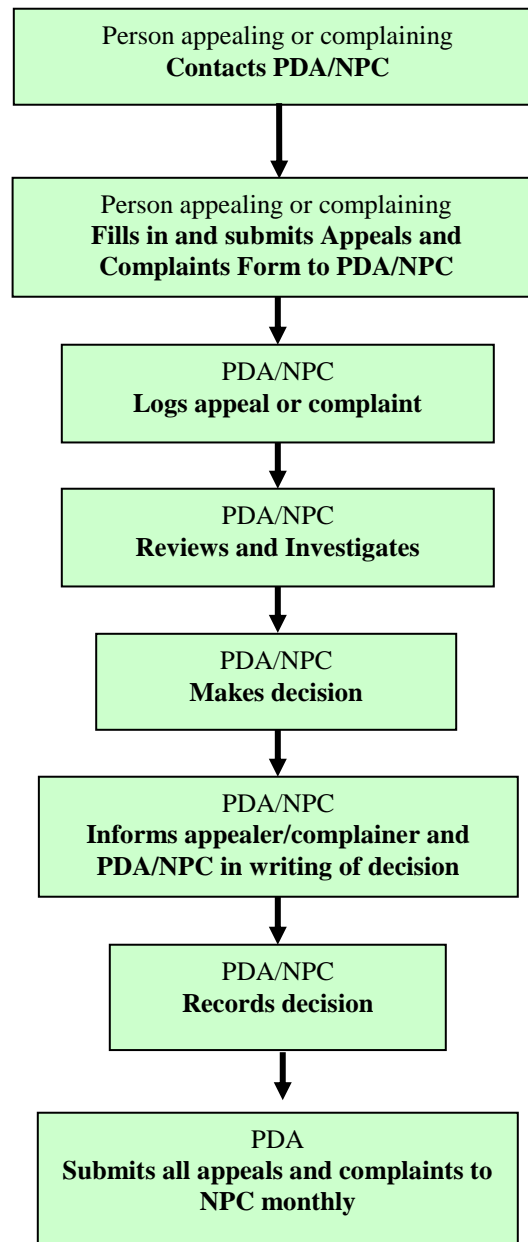 Person appealing or complaining
Contacts PDA/NPC
Person appealing or complaining
Fills in and submits Appeals and
Complaints Form to PDA/NPC
PDA/NPC
Logs appeal or complaint
PDA/NPC
Reviews and Investigates
PDA/NPC
Makes decision
PDA/NPC
Informs appealer/complainer and
PDA/NPC in writing of decision
PDA/NPC
Records decision
PDA
Submits all appeals and complaints to
NPC monthly